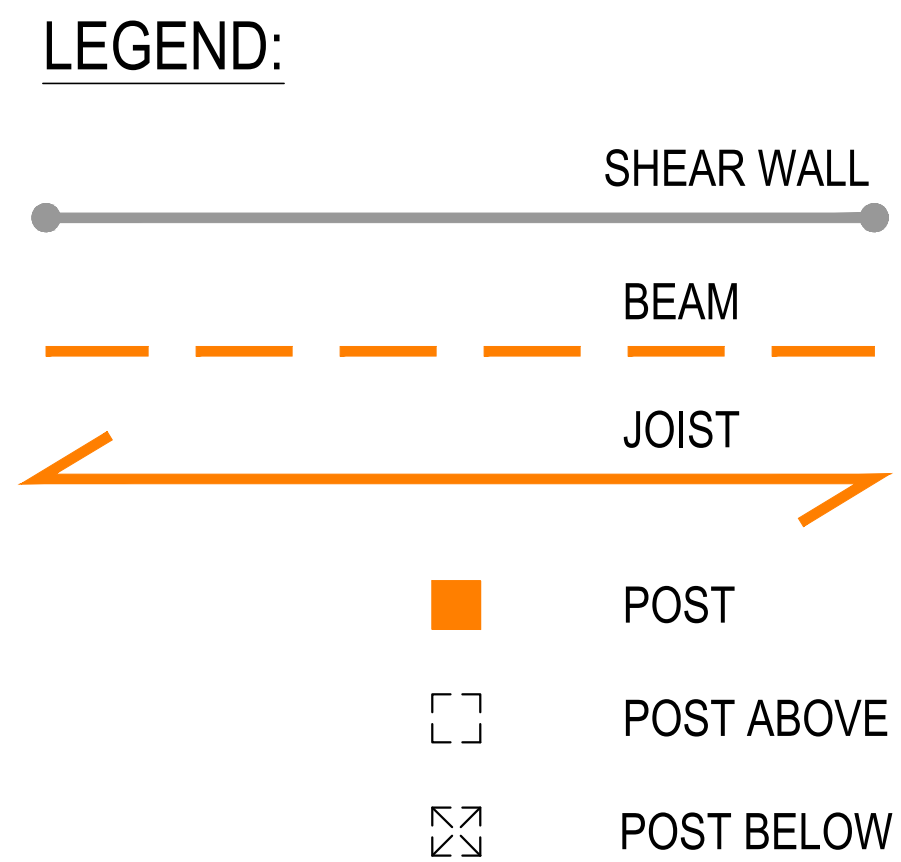 LEGEND:
SHEAR WALL
BEAM
JOIST
POST
POST ABOVE
POST BELOW